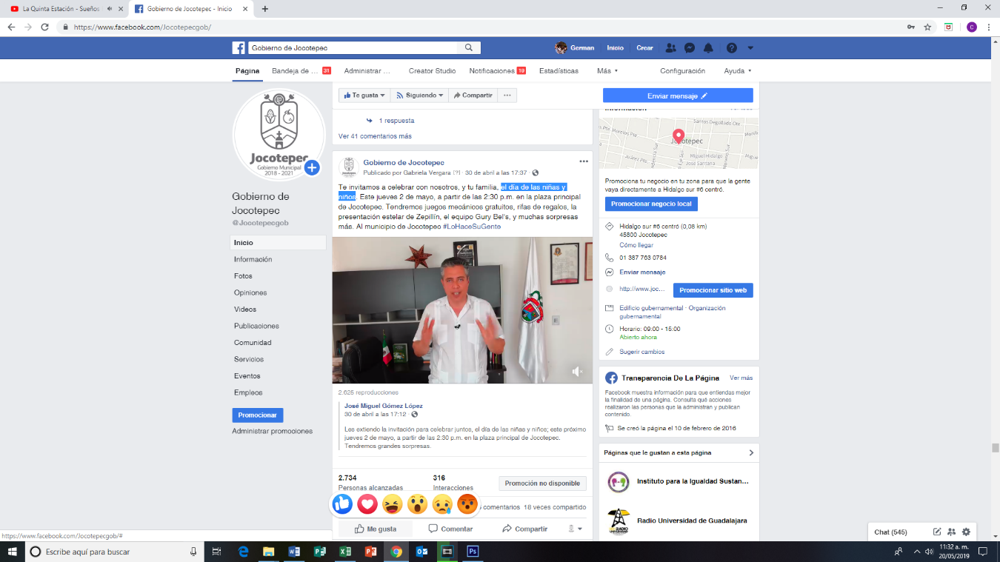 La Quinta Estación - Sueños
Gobierno de Jocotepec - Inicio
https://www.facebook.com/Jocotepecgob/
C
Gobierno de Jocotepec
German
Inicio
Crear
Página
Bandeja de ... 31
Administrar ...
Creator Studio
Notificaciones 19
Estadísticas
Más
Configuración
Ayuda
Te gusta
Siguiendo
Compartir
Enviar mensaje
Jocotepec
Gobierno Municipal
2018 - 2021
Gobierno de
Jocotepec
@Jocotepecgob
Inicio
Información
Fotos
Opiniones
Videos
Publicaciones
Comunidad
Servicios
Eventos
Empleos
Promocionar
Administrar promociones
1 respuesta
Ver 41 comentarios más
Gobierno de Jocotepec
Publicado por Gabriela Vergara [?] · 30 de abril a las 17:37 ·
Te invitamos a celebrar con nosotros, y tu familia, el día de las niñas y
niños. Este jueves 2 de mayo, a partir de las 2:30 p.m. en la plaza principal
de Jocotepec. Tendremos juegos mecánicos gratuitos, rifas de regalos, la
presentación estelar de Zepillín, el equipo Gury Bel's, y muchas sorpresas
más. Al municipio de Jocotepec #LoHaceSuGente
2.625 reproducciones
José Miguel Gómez López
30 de abril a las 17:12 ·
Les extiendo la invitación para celebrar juntos, el día de las niñas y niños; este próximo
jueves 2 de mayo, a partir de las 2:30 p.m. en la plaza principal de Jocotepec.
Tendremos grandes sorpresas.
2.734
Personas alcanzadas
316
Interacciones
Promoción no disponible
comentarios 18 veces compartido
Me gusta
Comentar
Compartir
Información
Santos Degollado Ote
Morelos Pte
Jocotepec
Juárez Pte
Miguel Hidalgo
Jose Santana
Promociona tu negocio en tu zona para que la gente
vaya directamente a Hidalgo sur #6 centró.
Promocionar negocio local
Hidalgo sur #6 centró (0,08 km)
45800 Jocotepec
Cómo llegar
01 387 763 0784
Enviar mensaje
http://www.joc...
Promocionar sitio web
Edificio gubernamental · Organización
gubernamental
Horario: 09:00 - 15:00
Abierto ahora
Sugerir cambios
Transparencia De La Página
Ver más
Facebook muestra información para que entiendas mejor
la finalidad de una página. Consulta qué acciones
realizaron las personas que la administran y publican
contenido.
Se creó la página el 10 de febrero de 2016
Páginas que le gustan a esta página
Instituto para la Igualdad Sustan...
Radio Universidad de Guadalajara
Chat (545)
https://www.facebook.com/Jocotepecgob/#
Escribe aquí para buscar
11:32 a. m.
20/05/2019